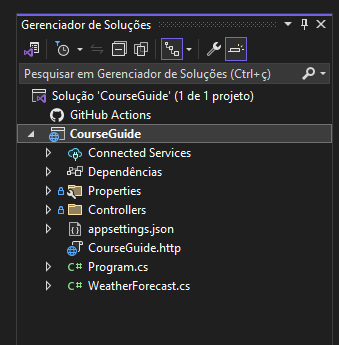 Gerenciador de Soluções
Pesquisar em Gerenciador de Soluções (Ctrl+ç)
Solução 'CourseGuide' (1 de 1 projeto)
GitHub Actions
CourseGuide
Connected Services
Dependências
Properties
Controllers
appsettings.json
CourseGuide.http
C# Program.cs
C# WeatherForecast.cs